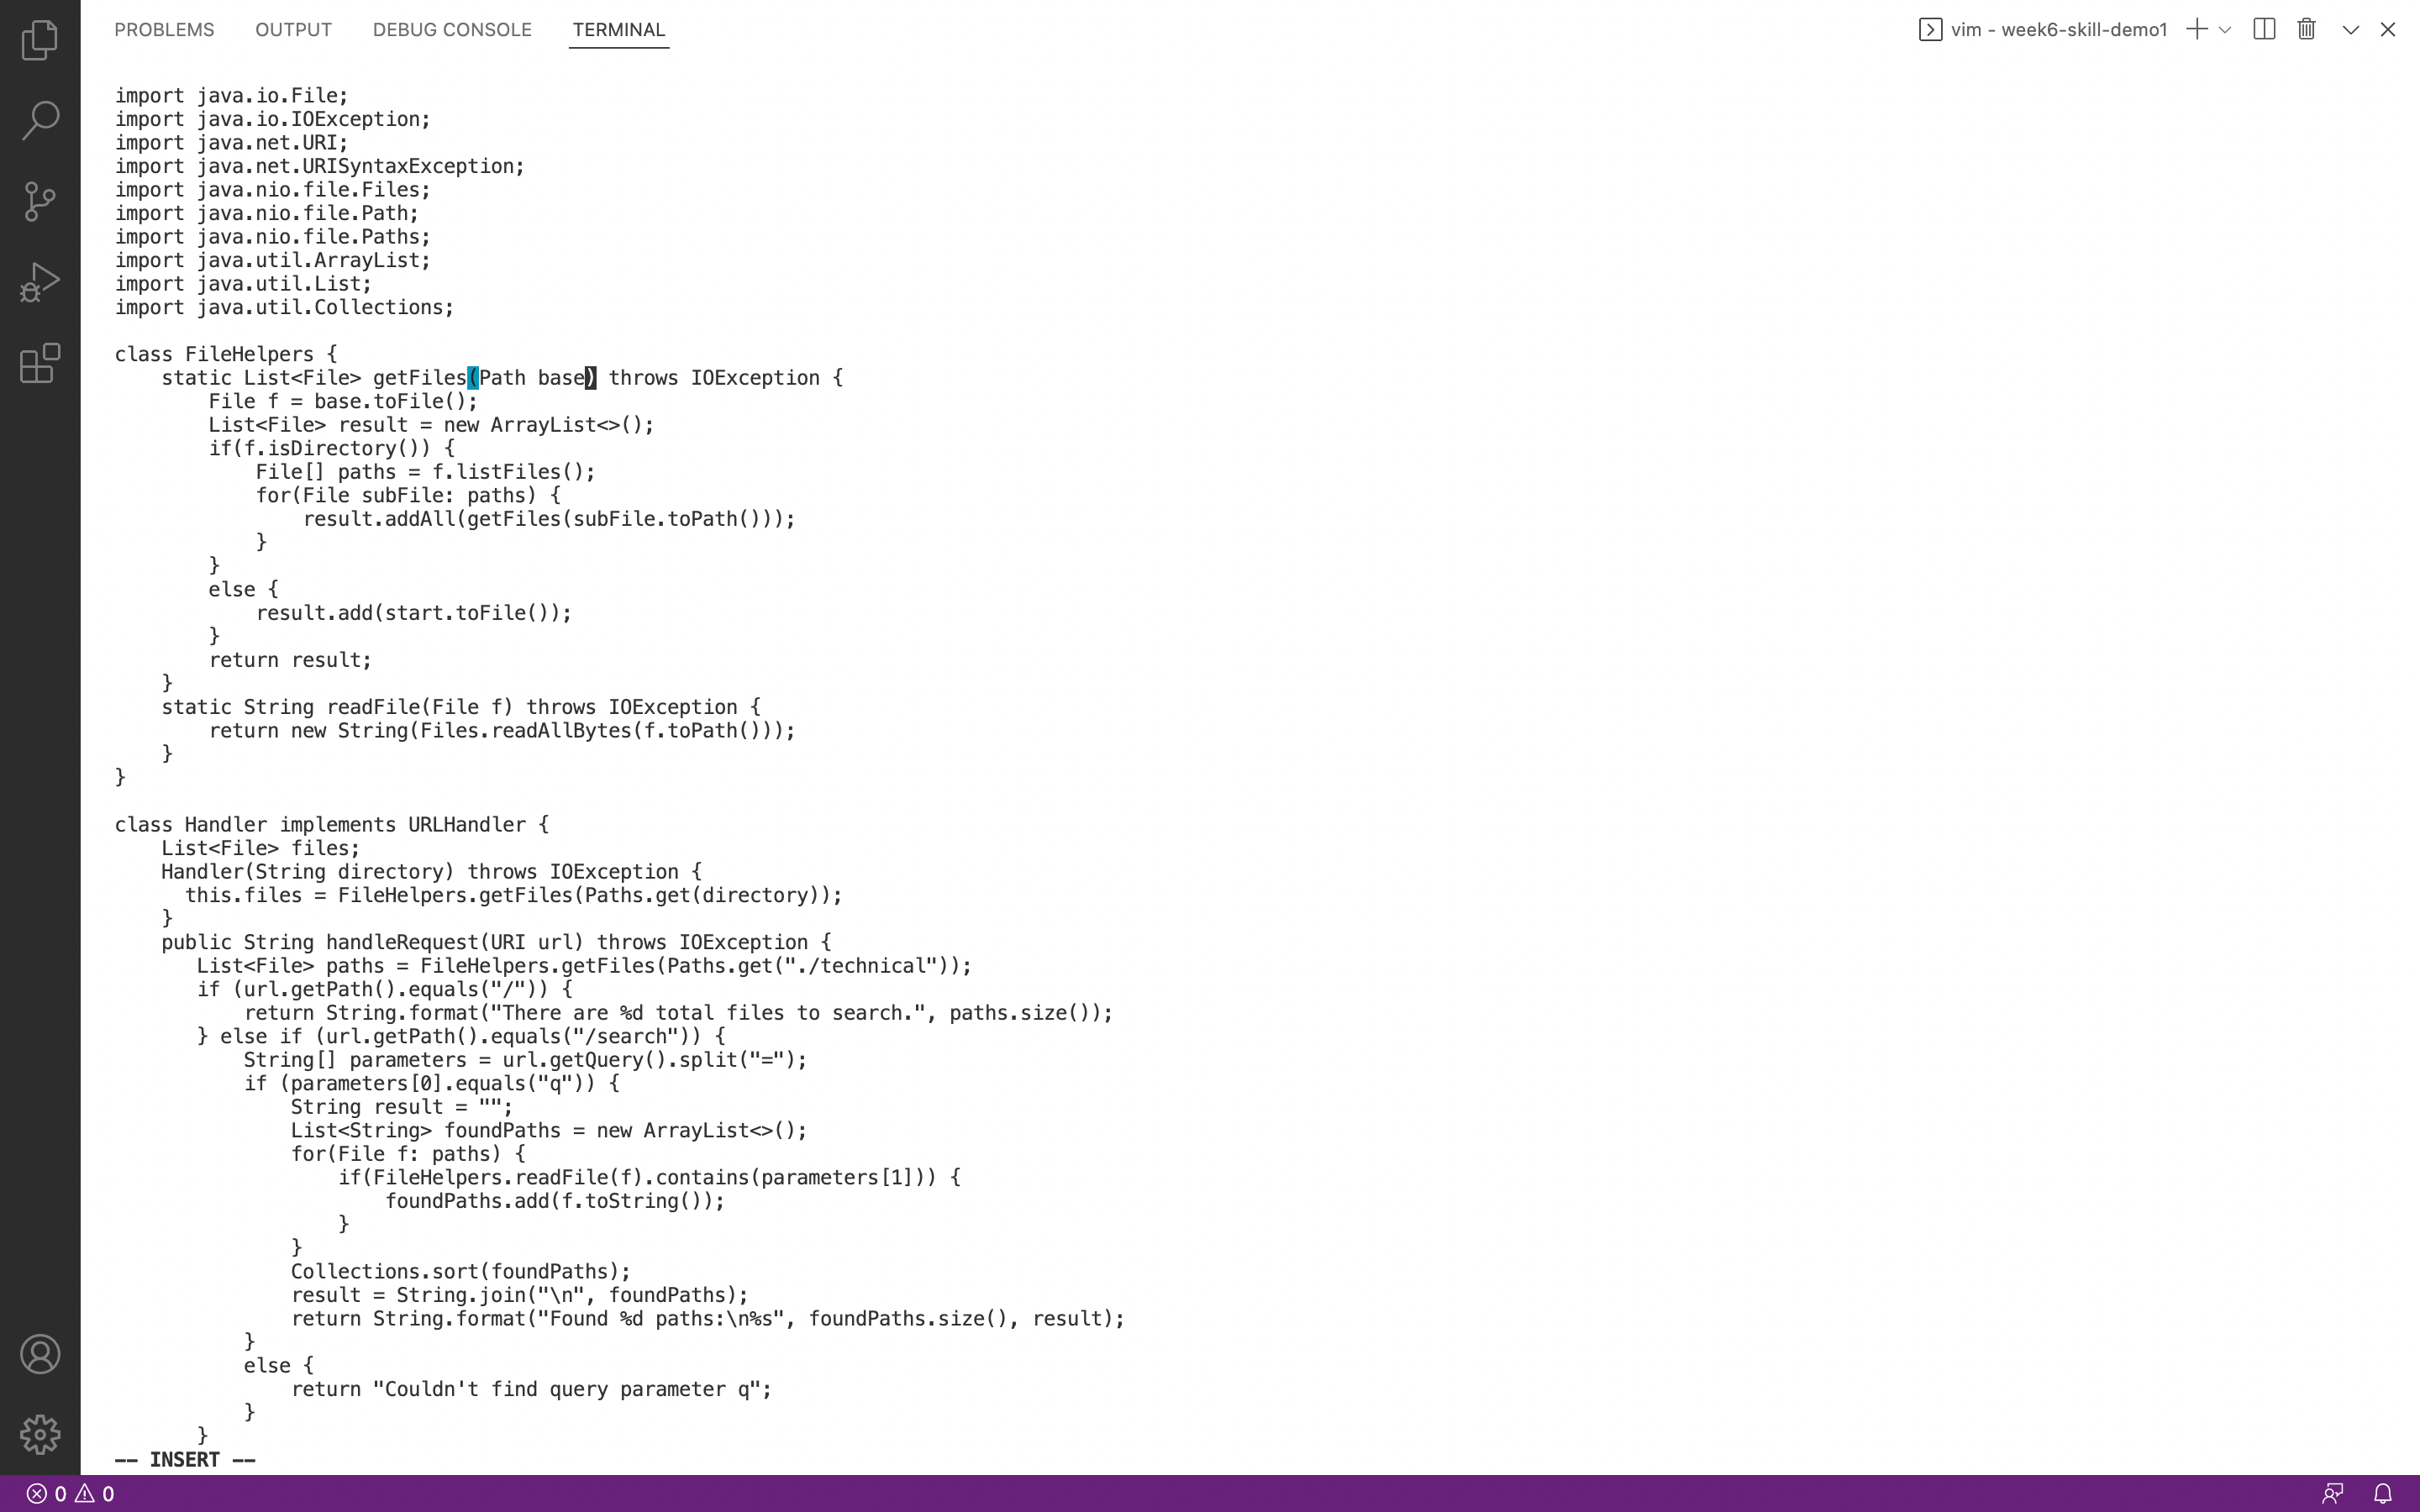 PROBLEMS OUTPUT DEBUG CONSOLE TERMINAL vim - week6-skill-demo1
import java.io.File;
import java.io.IOException;
import java.net.URI;
import java.net.URISyntaxException;
import java.nio.file.Files;
import java.nio.file.Path;
import java.nio.file.Paths;
import java.util.ArrayList;
import java.util.List;
import java.util.Collections;

class FileHelpers {
    static List<File> getFiles(Path base) throws IOException {
        File f = base.toFile();
        List<File> result = new ArrayList<>();
        if(f.isDirectory()) {
            File[] paths = f.listFiles();
            for(File subFile: paths) {
                result.addAll(getFiles(subFile.toPath()));
            }
        }
        else {
            result.add(start.toFile());
        }
        return result;
    }
    static String readFile(File f) throws IOException {
        return new String(Files.readAllBytes(f.toPath()));
    }
}

class Handler implements URLHandler {
    List<File> files;
    Handler(String directory) throws IOException {
      this.files = FileHelpers.getFiles(Paths.get(directory));
    }
    public String handleRequest(URI url) throws IOException {
       List<File> paths = FileHelpers.getFiles(Paths.get("./technical"));
       if (url.getPath().equals("/")) {
           return String.format("There are %d total files to search.", paths.size());
       } else if (url.getPath().equals("/search")) {
           String[] parameters = url.getQuery().split("=");
           if (parameters[0].equals("q")) {
               String result = "";
               List<String> foundPaths = new ArrayList<>();
               for(File f: paths) {
                   if(FileHelpers.readFile(f).contains(parameters[1])) {
                       foundPaths.add(f.toString());
                   }
               }
               Collections.sort(foundPaths);
               result = String.join("\n", foundPaths);
               return String.format("Found %d paths:\n%s", foundPaths.size(), result);
           }
           else {
               return "Couldn't find query parameter q";
           }
       }
-- INSERT --
0 0